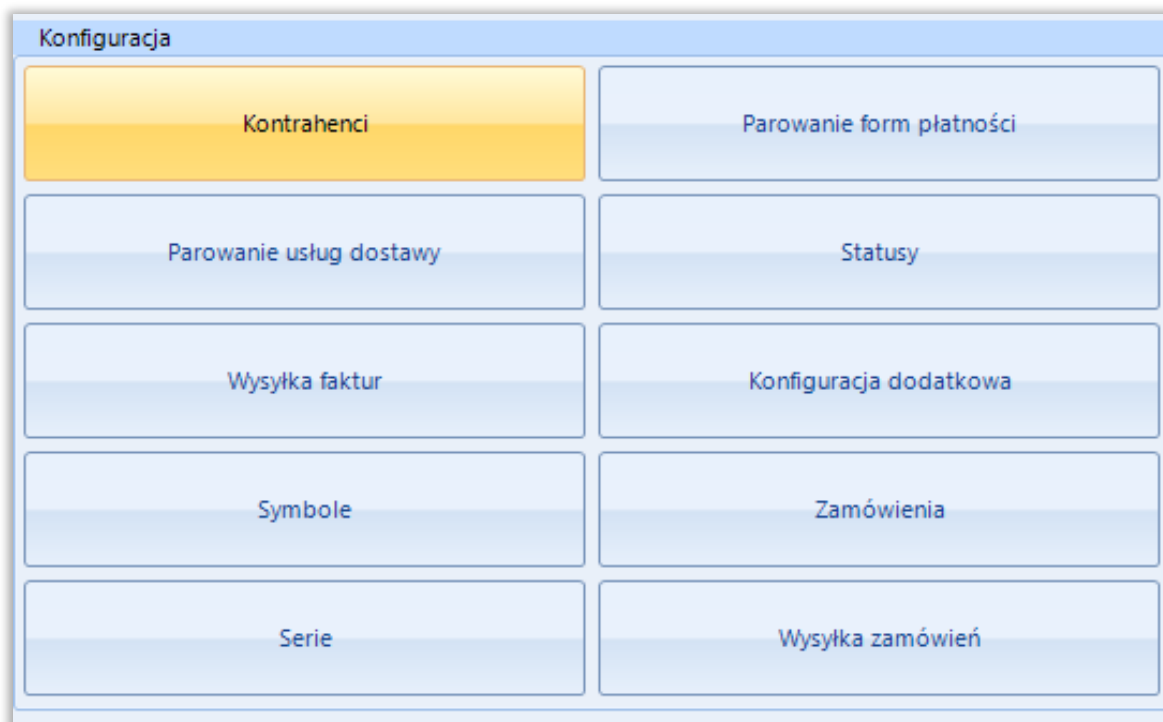 Konfiguracja
Kontrahenci
Parowanie form płatności
Parowanie usług dostawy
Statusy
Wysyłka faktur
Konfiguracja dodatkowa
Symbole
Zamówienia
Serie
Wysyłka zamówień